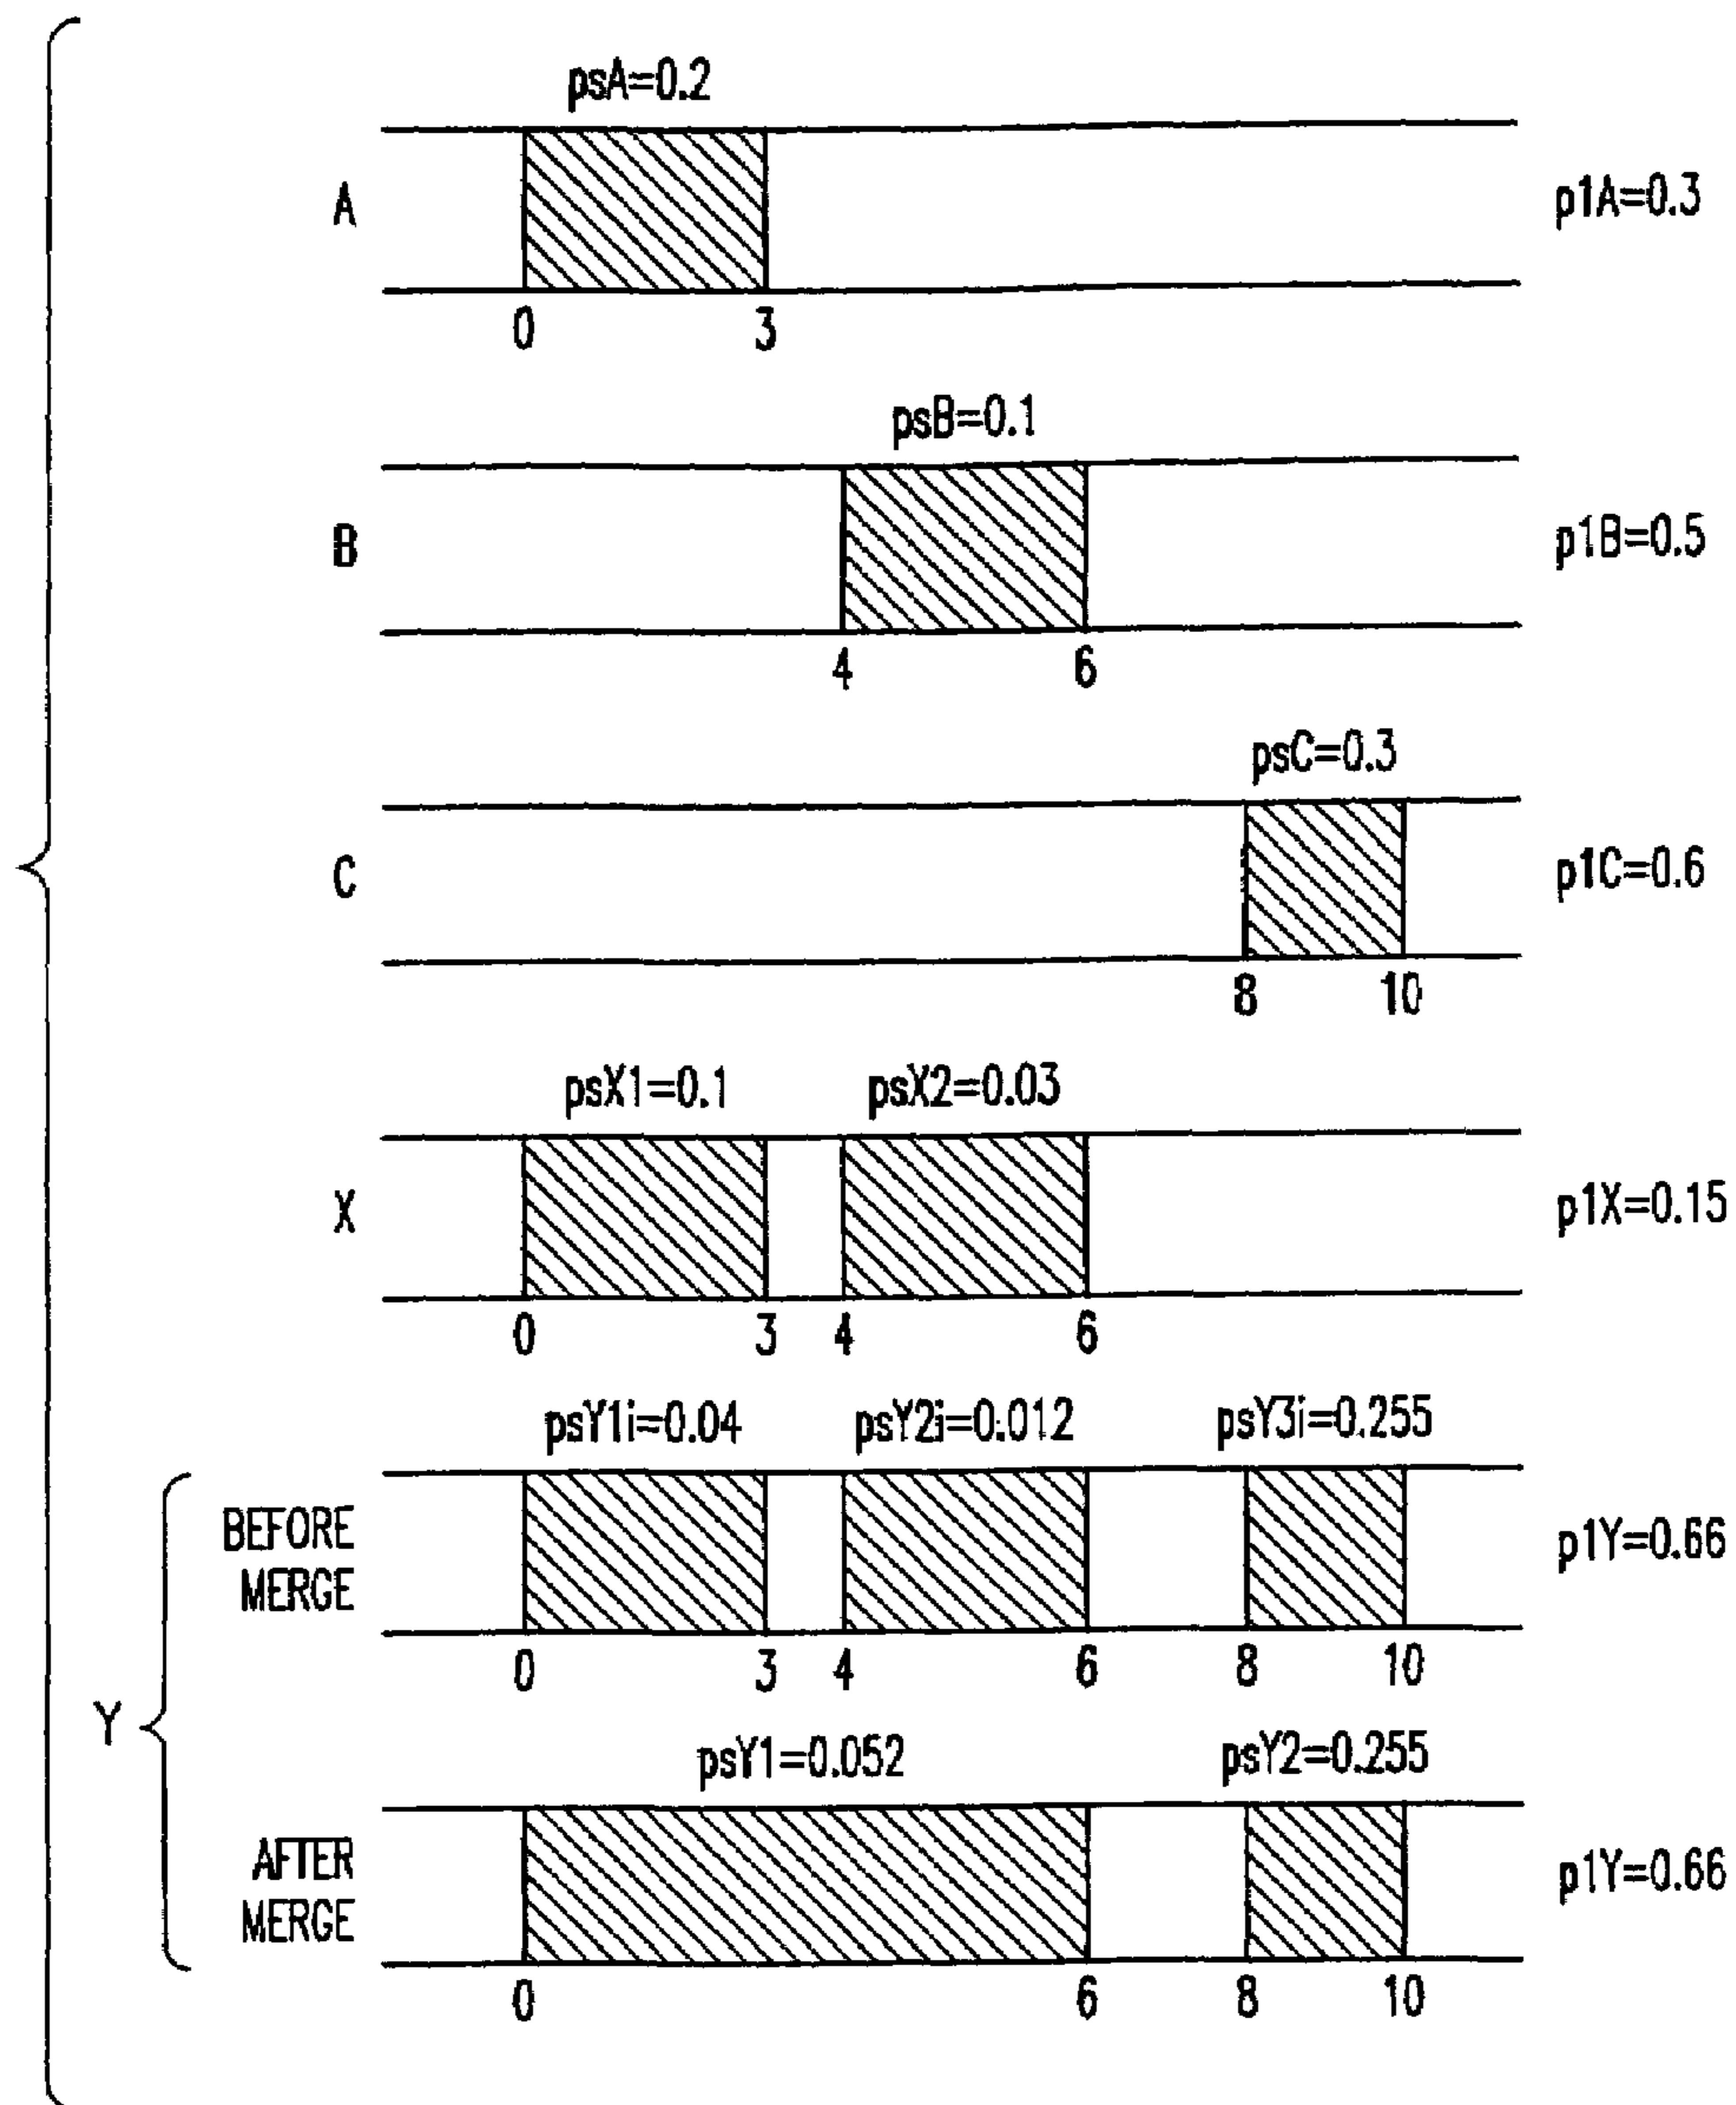 psA=0.2
A
p1A=0.3
0 3
psB=0.1
B
p1B=0.5
4 6
psC=0.3
C
p1C=0.6
8 10
psX1=0.1 psX2=0.03
X
p1X=0.15
0 3 4 6
psY1i=0.04 psY2i=0.012 psY3i=0.255
BEFORE
MERGE
p1Y=0.66
0 3 4 6 8 10
Y
psY1=0.052 psY2=0.255
AFTER
MERGE
p1Y=0.66
0 6 8 10